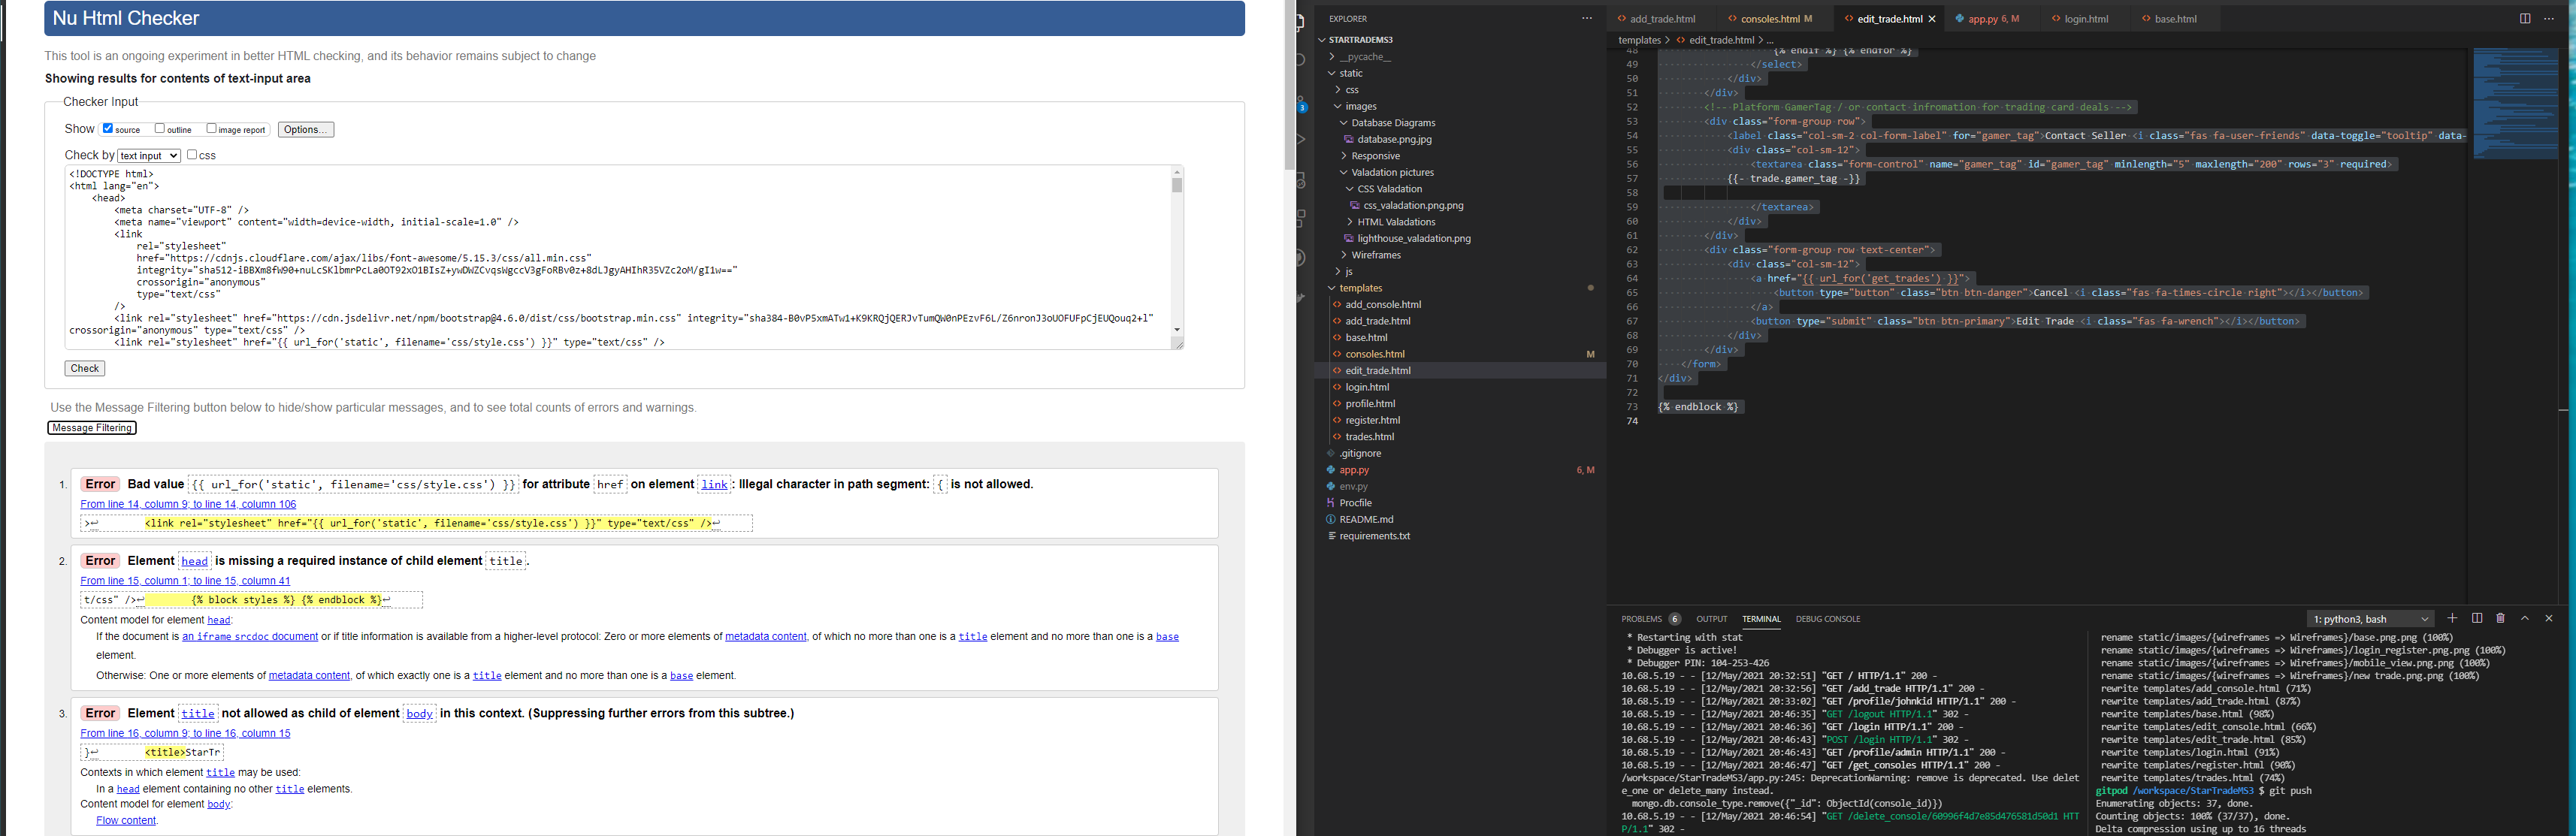 Nu Html Checker
This tool is an ongoing experiment in better HTML checking, and its behavior remains subject to change
Showing results for contents of text-input area
Checker Input
Show source outline image report Options...
Check by text input css
<!DOCTYPE html>
<html lang="en">
<head>
<meta charset="UTF-8" />
<meta name="viewport" content="width=device-width, initial-scale=1.0" />
<link
rel="stylesheet"
href="https://cdnjs.cloudflare.com/ajax/libs/font-awesome/5.15.3/css/all.min.css"
crossorigin="anonymous"
type="text/css"
/>
<link rel="stylesheet" href="https://cdn.jsdelivr.net/npm/bootstrap@4.6.0/dist/css/bootstrap.min.css"
crossorigin="anonymous" type="text/css" />
<link rel="stylesheet" href="{{ url_for('static', filename='css/style.css') }}" type="text/css" />
Check
Use the Message Filtering button below to hide/show particular messages, and to see total counts of errors and warnings.
Message Filtering
1. Error Bad value {{ url_for('static', filename='css/style.css') }} for attribute href on element link: Illegal character in path segment: { is not allowed.
From line 14, column 9; to line 14, column 106
>↩ <link rel="stylesheet" href="{{ url_for('static', filename='css/style.css') }}" type="text/css" />↩
2. Error Element head is missing a required instance of child element title.
From line 15, column 1; to line 15, column 41
t/css" />↩ {% block styles %} {% endblock %}↩
Content model for element head:
If the document is an iframe srcdoc document or if title information is available from a higher-level protocol: Zero or more elements of metadata content, of which no more than one is a title element and no more than one is a base
element.
Otherwise: One or more elements of metadata content, of which exactly one is a title element and no more than one is a base element.
3. Error Element title not allowed as child of element body in this context. (Suppressing further errors from this subtree.)
From line 16, column 9; to line 16, column 15
}↩ <title>StarTr
Contexts in which element title may be used:
In a head element containing no other title elements.
Content model for element body:
Flow content.
3
EXPLORER ...
STARTRADEMS3
__pycache__
static
css
images
Database Diagrams
database.png.jpg
Responsive
Valadation pictures
CSS Valadation
css_valadation.png.png
HTML Valadations
lighthouse_valadation.png
Wireframes
js
templates
add_console.html
add_trade.html
base.html
consoles.html M
edit_trade.html
login.html
profile.html
register.html
trades.html
.gitignore
app.py 6, M
env.py
Procfile
README.md
requirements.txt
add_trade.html consoles.html M edit_trade.html × app.py 6, M login.html base.html
templates > edit_trade.html > ...
48 {% endif %} {% endfor %}
49 </select>
50 </div>
51 </div>
52 <!-- Platform GamerTag / or contact infromation for trading card deals -->
53 <div class="form-group row">
54 <label class="col-sm-2 col-form-label" for="gamer_tag">Contact Seller <i class="fas fa-user-friends" data-toggle="tooltip" data-
55 <div class="col-sm-12">
56 <textarea class="form-control" name="gamer_tag" id="gamer_tag" minlength="5" maxlength="200" rows="3" required>
57 {{- trade.gamer_tag -}}
58
59 </textarea>
60 </div>
61 </div>
62 <div class="form-group row text-center">
63 <div class="col-sm-12">
64 <a href="{{ url_for('get_trades') }}">
65 <button type="button" class="btn btn-danger">Cancel <i class="fas fa-times-circle right"></i></button>
66 </a>
67 <button type="submit" class="btn btn-primary">Edit Trade <i class="fas fa-wrench"></i></button>
68 </div>
69 </div>
70 </form>
71 </div>
72
73 {% endblock %}
74
PROBLEMS 6 OUTPUT TERMINAL DEBUG CONSOLE 1: python3, bash
* Restarting with stat
* Debugger is active!
* Debugger PIN: 104-253-426
10.68.5.19 - - [12/May/2021 20:32:51] "GET / HTTP/1.1" 200 -
10.68.5.19 - - [12/May/2021 20:32:56] "GET /add_trade HTTP/1.1" 200 -
10.68.5.19 - - [12/May/2021 20:33:02] "GET /profile/johnkid HTTP/1.1" 200 -
10.68.5.19 - - [12/May/2021 20:46:35] "GET /logout HTTP/1.1" 302 -
10.68.5.19 - - [12/May/2021 20:46:36] "GET /login HTTP/1.1" 200 -
10.68.5.19 - - [12/May/2021 20:46:43] "POST /login HTTP/1.1" 302 -
10.68.5.19 - - [12/May/2021 20:46:43] "GET /profile/admin HTTP/1.1" 200 -
10.68.5.19 - - [12/May/2021 20:46:47] "GET /get_consoles HTTP/1.1" 200 -
/workspace/StarTradeMS3/app.py:245: DeprecationWarning: remove is deprecated. Use delet
e_one or delete_many instead.
mongo.db.console_type.remove({"_id": ObjectId(console_id)})
10.68.5.19 - - [12/May/2021 20:46:54] "GET /delete_console/60996f4d7e85d476581d50d1 HTT
P/1.1" 302 -
rename static/images/{wireframes => Wireframes}/base.png.png (100%)
rename static/images/{wireframes => Wireframes}/login_register.png.png (100%)
rename static/images/{wireframes => Wireframes}/mobile_view.png.png (100%)
rename static/images/{wireframes => Wireframes}/new trade.png.png (100%)
rewrite templates/add_console.html (71%)
rewrite templates/add_trade.html (87%)
rewrite templates/base.html (98%)
rewrite templates/edit_console.html (66%)
rewrite templates/edit_trade.html (85%)
rewrite templates/login.html (91%)
rewrite templates/register.html (90%)
rewrite templates/trades.html (74%)
gitpod /workspace/StarTradeMS3 $ git push
Enumerating objects: 37, done.
Counting objects: 100% (37/37), done.
Delta compression using up to 16 threads